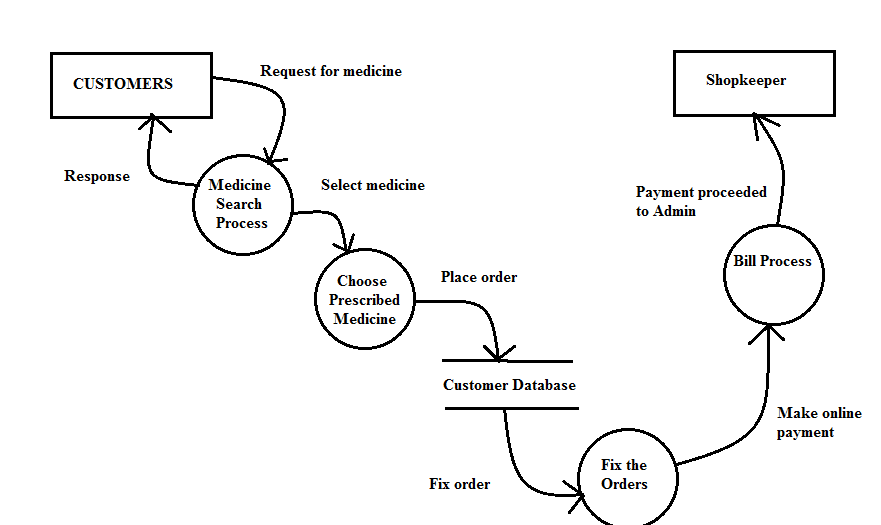 CUSTOMERS
Request for medicine
Shopkeeper
Response
Medicine
Search
Process
Select medicine
Payment proceeded
to Admin
Choose
Prescribed
Medicine
Place order
Bill Process
Customer Database
Make online
payment
Fix order
Fix the
Orders